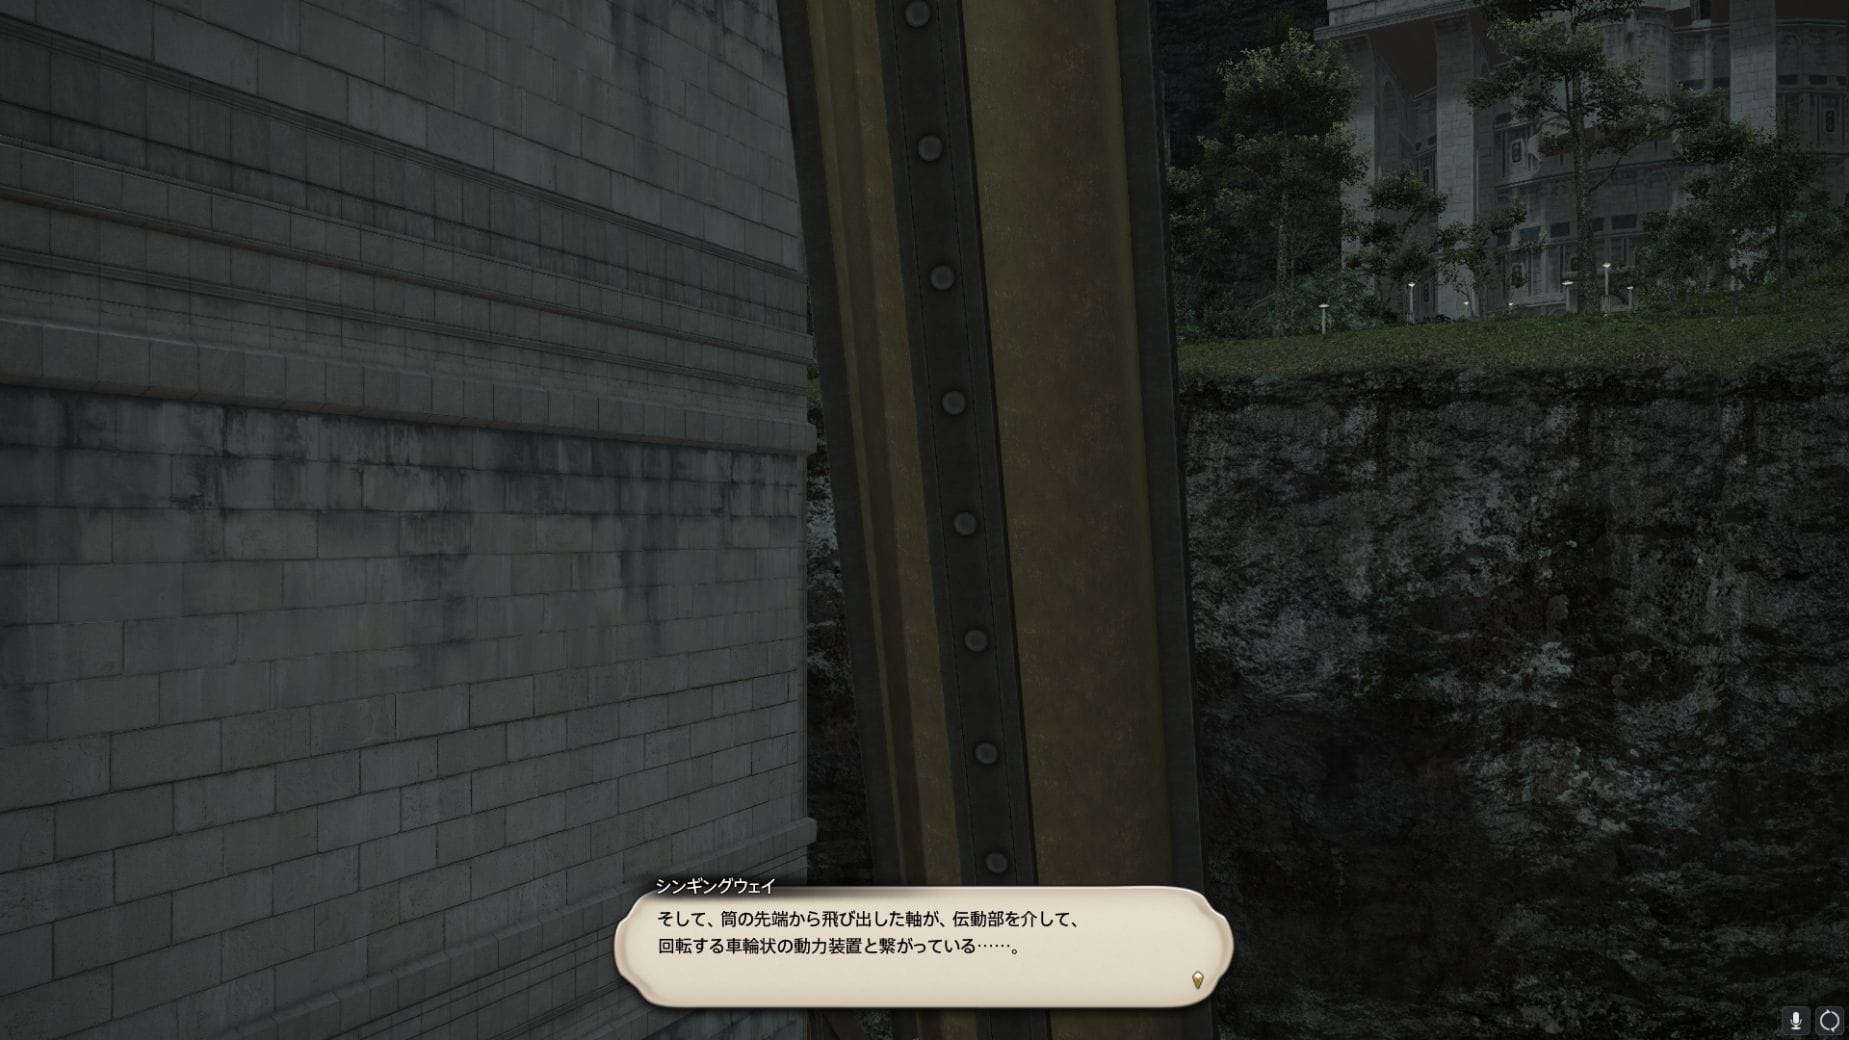 シンギングウェイ
そして、筒の先端から飛び出した軸が、伝動部を介して、
回転する車輪状の動力装置と繋がっている……。